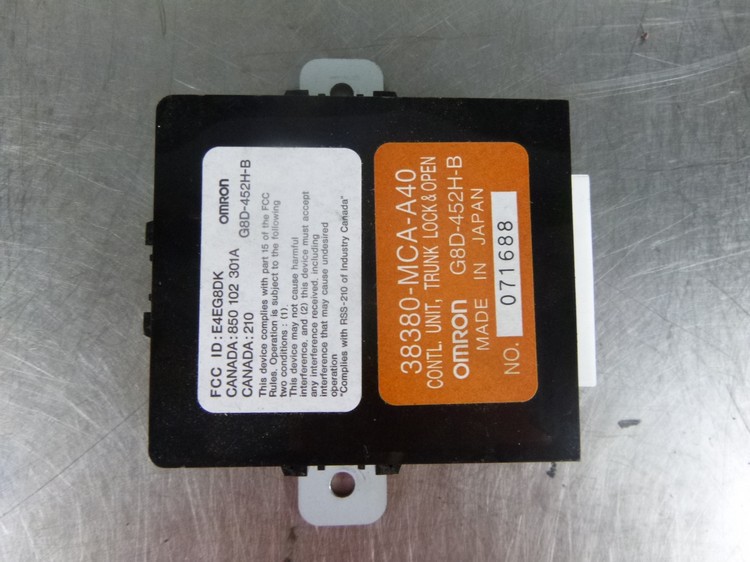 FCC ID : E4EG8DK
CANADA : 850 102 301A
OMRON
CANADA : 210
G8D-452H-B
This device complies with part 15 of the FCC
Rules. Operation is subject to the following
two conditions : (1).
This device may not cause harmful
interference, and (2) this device must accept
any interference received, including
interference that may cause undesired
operation
"Complies with RSS-210 of Industry Canada"
38380-MCA-A40
CONTL. UNIT, TRUNK LOCK & OPEN
OMRON G8D-452H-B
MADE IN JAPAN
NO. 071688